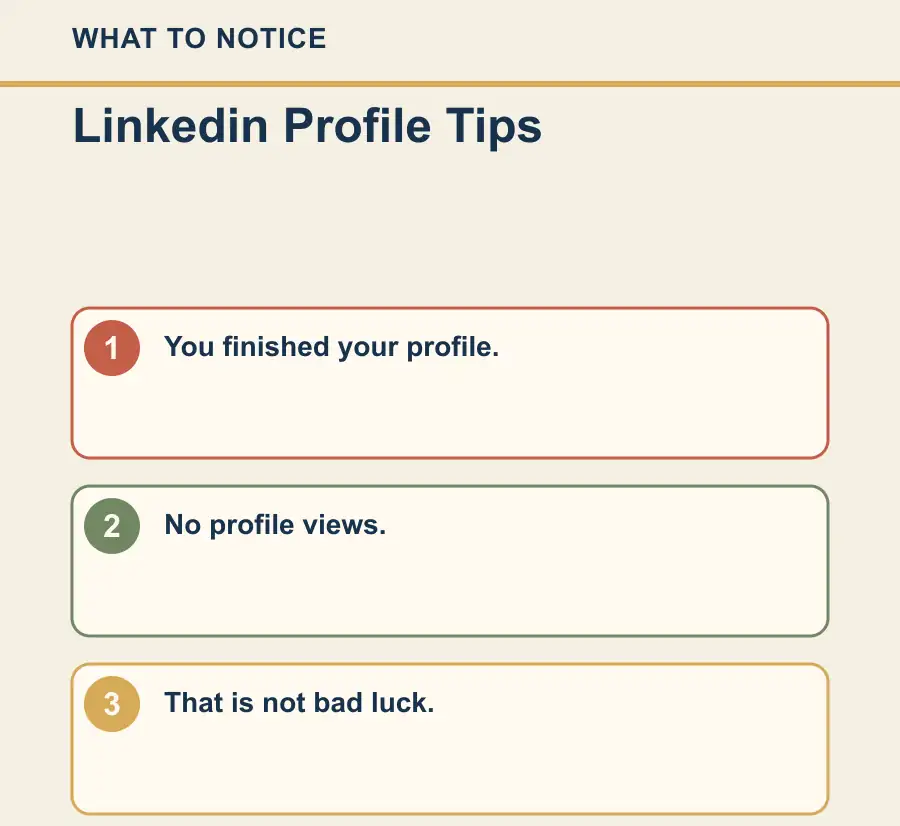 WHAT TO NOTICE
Linkedin Profile Tips
1 You finished your profile.
2 No profile views.
3 That is not bad luck.